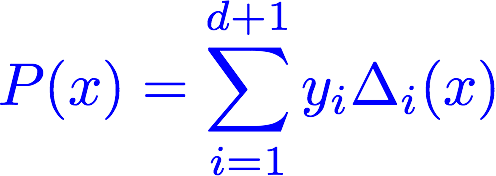 P(x) = \sum_{i=1}^{d+1} y_i \Delta_i(x)